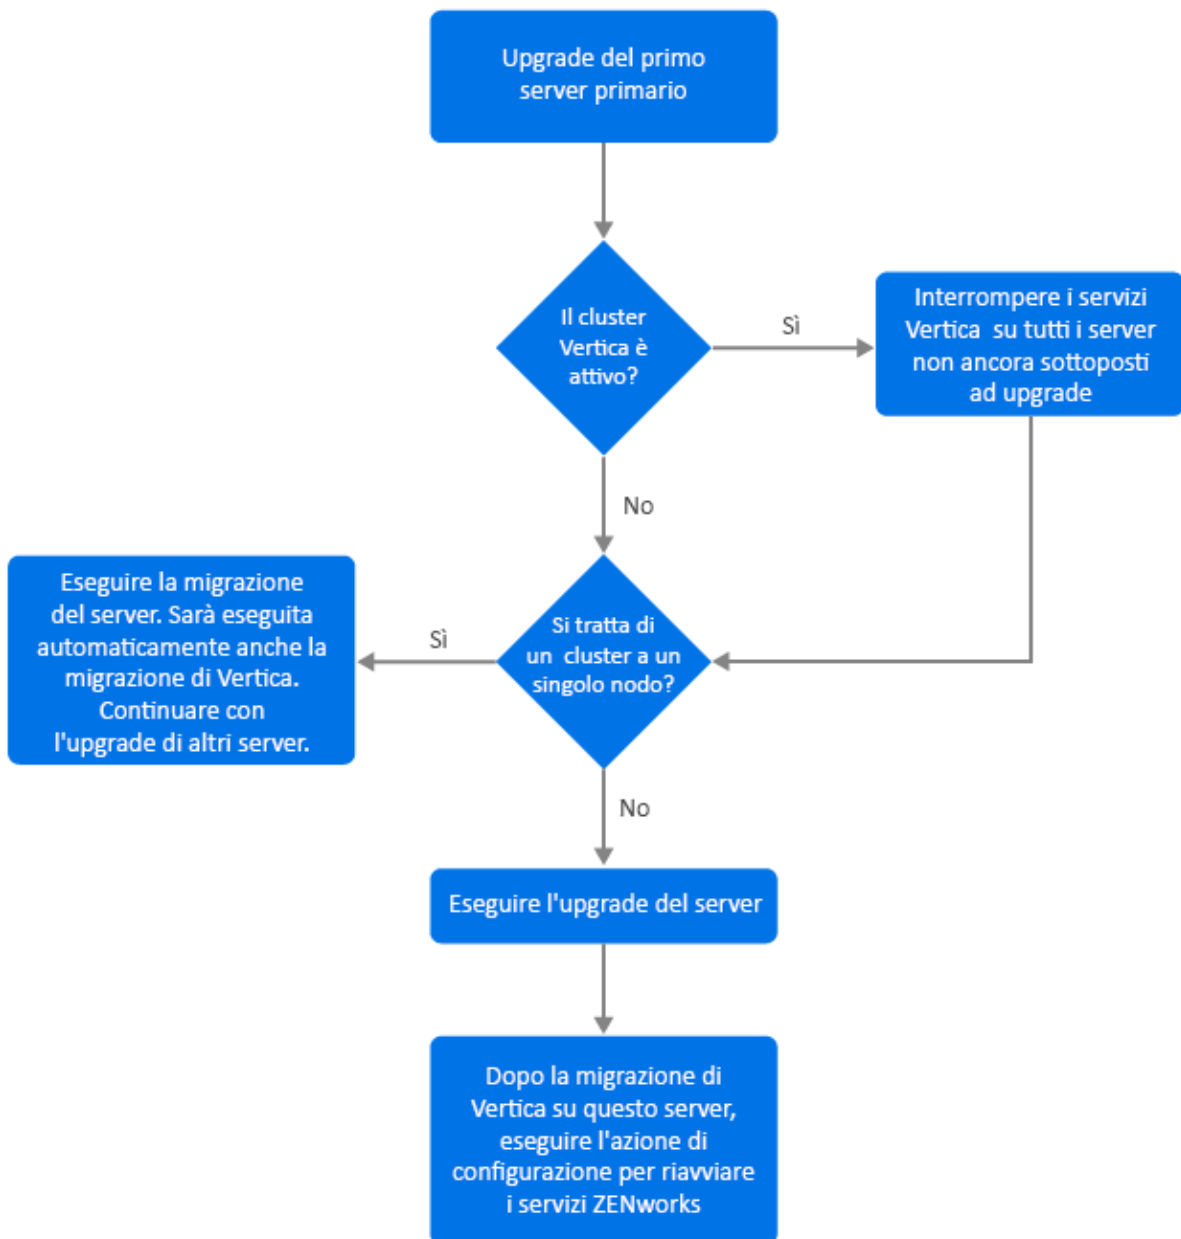 Upgrade del primo
server primario
Il cluster
Vertica è
attivo?
Sì
Interrompere i servizi
Vertica  su tutti i server
non ancora sottoposti
ad upgrade
No
Eseguire la migrazione
del server. Sarà eseguita
automaticamente anche la
migrazione di Vertica.
Continuare con
l'upgrade di altri server.
Sì
Si tratta di
un  cluster a un
singolo nodo?
No
Eseguire l'upgrade del server
Dopo la migrazione di
Vertica su questo server,
eseguire l'azione di
configurazione per riavviare
i servizi ZENworks